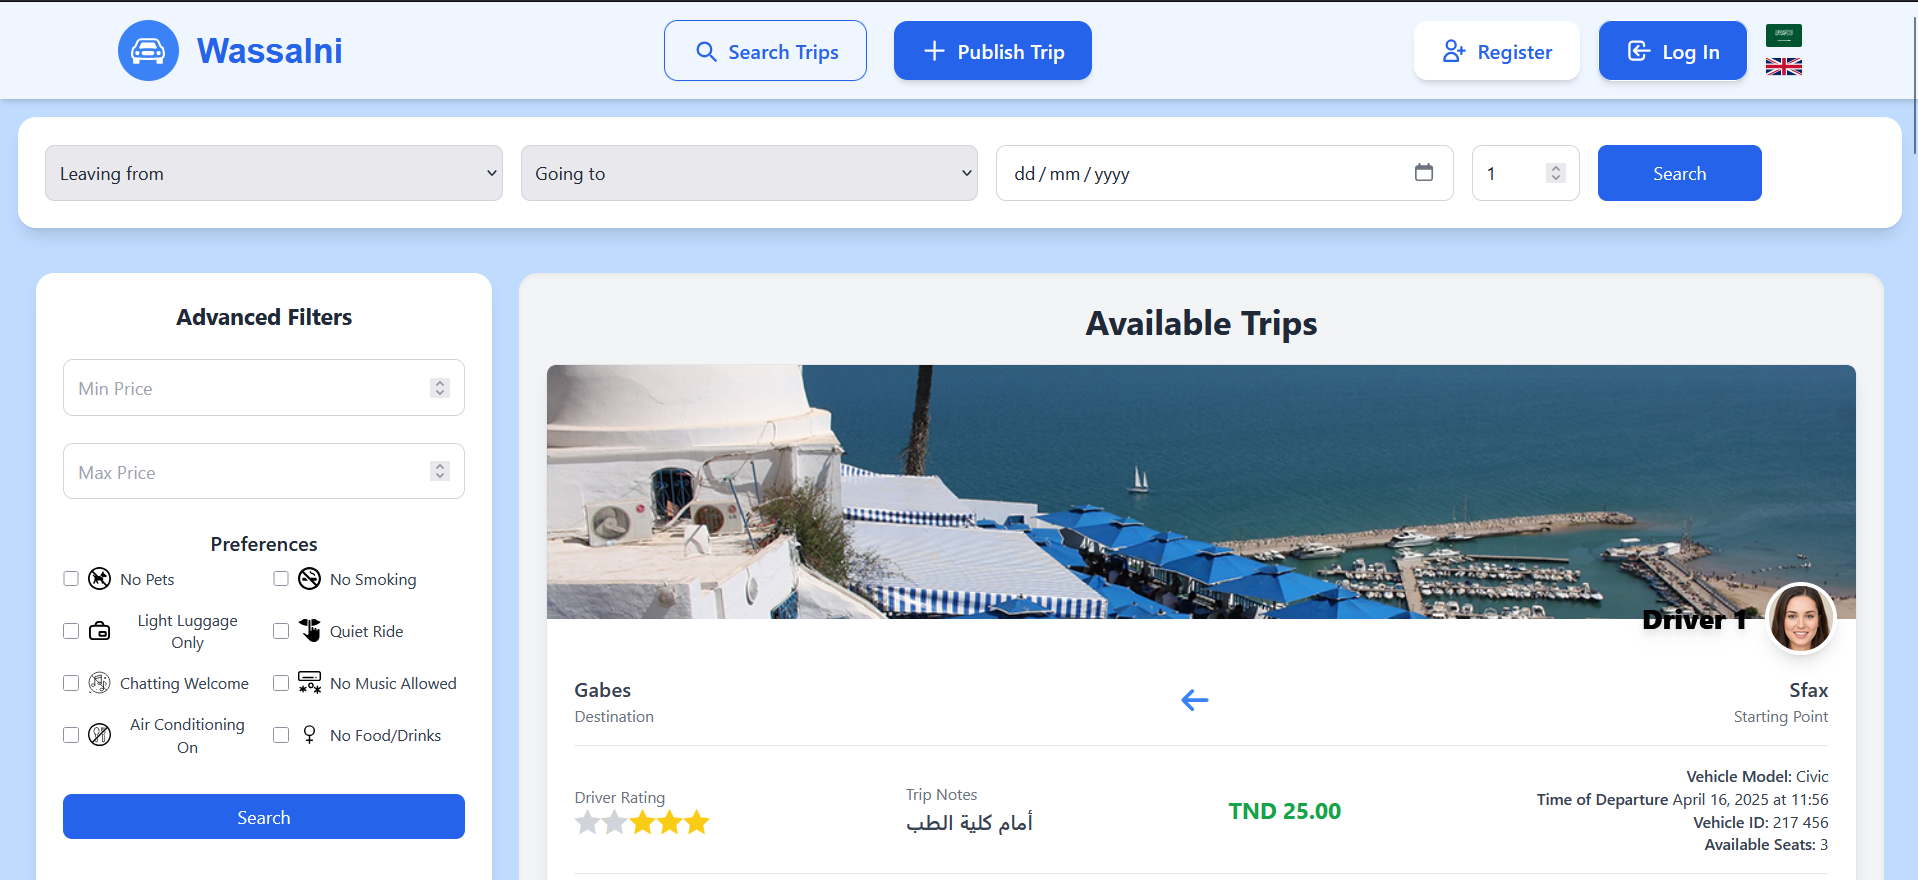 Wassalni
Search Trips
Publish Trip
Register
Log In
Leaving from
Going to
dd/mm/yyyy
1
Search
Advanced Filters
Min Price
Max Price
Preferences
No Pets
No Smoking
Light Luggage
Only
Quiet Ride
Chatting Welcome
No Music Allowed
Air Conditioning
On
No Food/Drinks
Search
Available Trips
Driver 1
Gabes
Destination
Sfax
Starting Point
Driver Rating
Trip Notes
أمام كلية الطب
TND 25.00
Vehicle Model: Civic
Time of Departure April 16, 2025 at 11:56
Vehicle ID: 217 456
Available Seats: 3